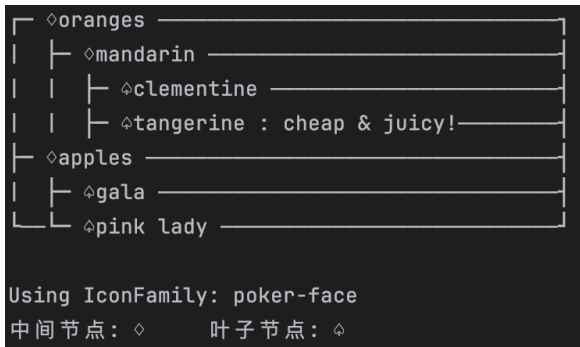 ┌─ ♢oranges ─────────────────────────────────┐
│  ├─ ♢mandarin ─────────────────────────────┤
│  │  ├─ ♤clementine ────────────────────────┤
│  │  ├─ ♤tangerine : cheap & juicy!─────────┤
├─ ♢apples ──────────────────────────────────┤
│  ├─ ♤gala ─────────────────────────────────┤
└──└─ ♤pink lady ────────────────────────────┘
Using IconFamily: poker-face
中间节点: ♢     叶子节点: ♤